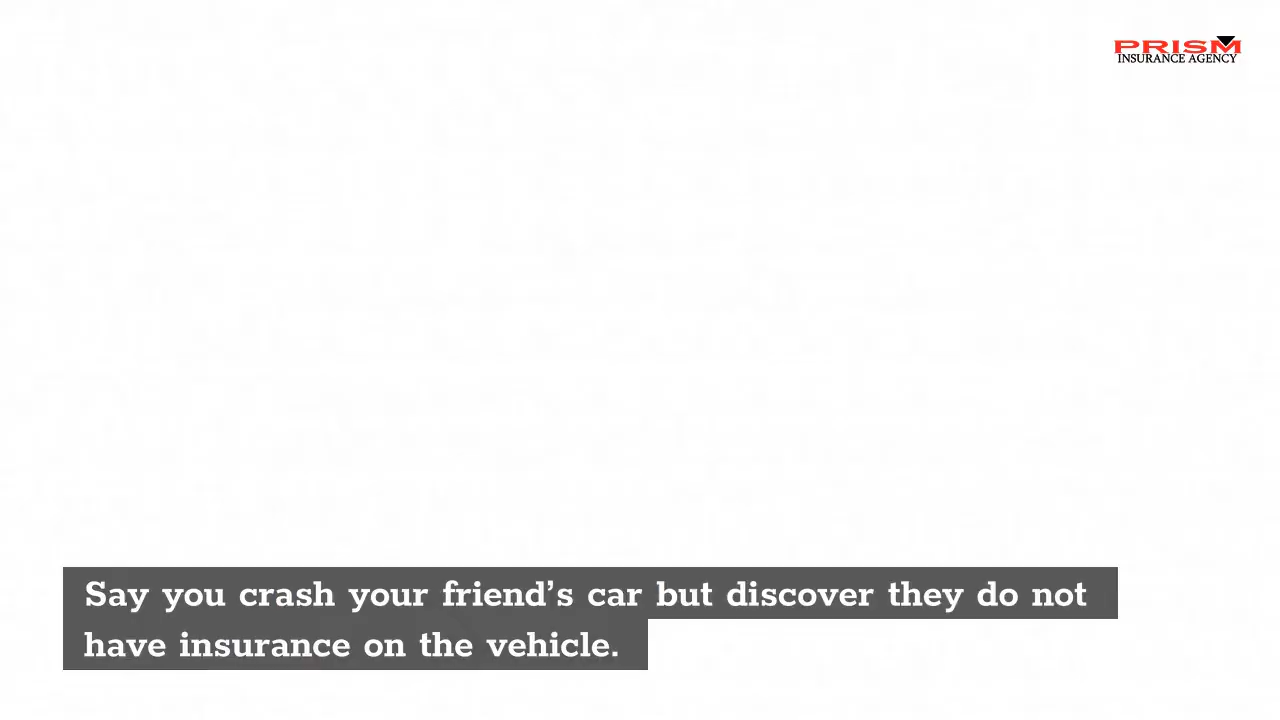 PRISM
INSURANCE AGENCY
Say you crash your friend's car but discover they do not
have insurance on the vehicle.